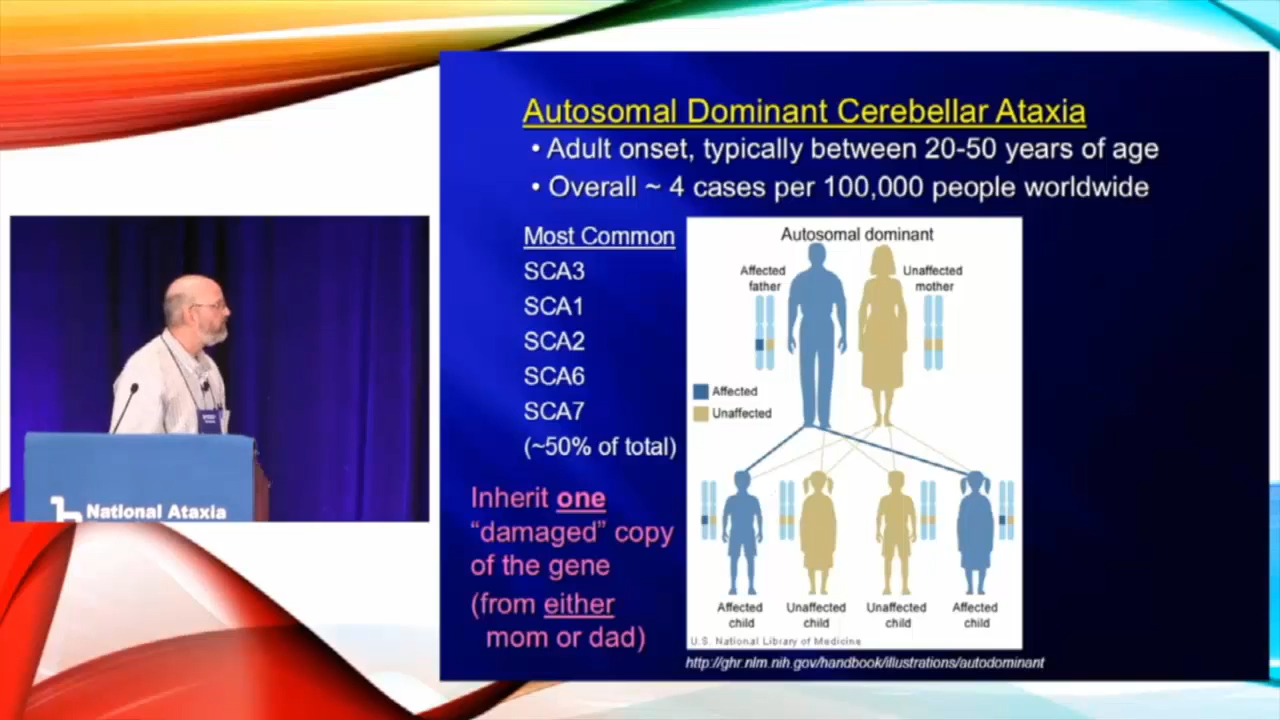 Autosomal Dominant Cerebellar Ataxia
• Adult onset, typically between 20-50 years of age
• Overall ~ 4 cases per 100,000 people worldwide
Most Common
SCA3
SCA1
SCA2
SCA6
SCA7
(~50% of total)
Inherit one
“damaged” copy
of the gene
(from either
mom or dad)
Autosomal dominant
Affected
father
Unaffected
mother
Affected
Unaffected
Affected
child
Unaffected
child
Unaffected
child
Affected
child
U.S. National Library of Medicine
http://ghr.nlm.nih.gov/handbook/illustrations/autodominant
National Ataxia